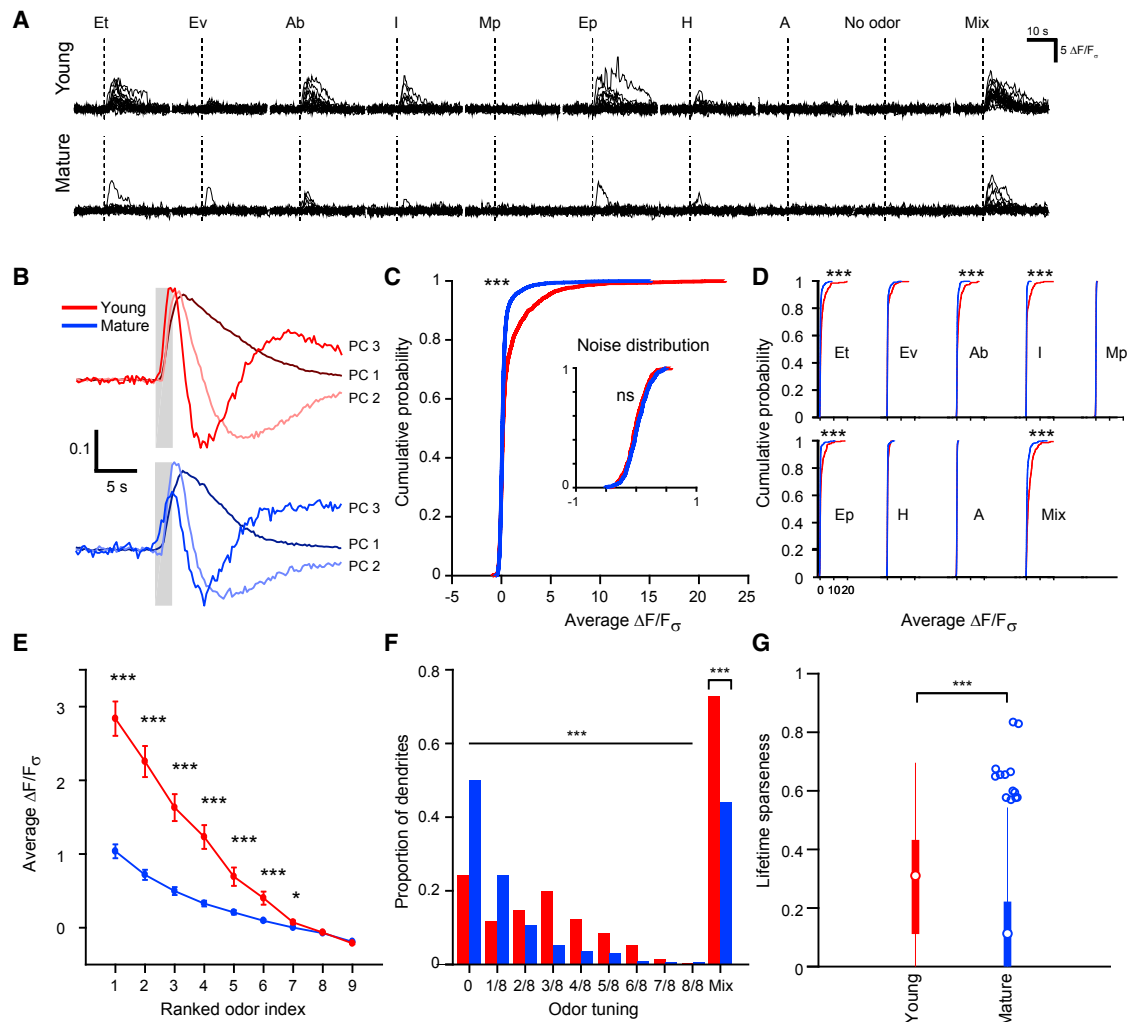 A
Et Ev Ab I Mp Ep H A No odor Mix
10 s
5 ΔF/Fσ
Young
Mature
B
Young
Mature
PC 3
PC 1
PC 2
0.1
5 s
PC 3
PC 1
PC 2
C
***
1
0.8
0.6
0.4
0.2
0
Cumulative probability
Noise distribution
ns
0
-1 1
-5 0 5 10 15 20 25
Average ΔF/Fσ
D
*** *** ***
1
0.8
0.6
0.4
0.2
0
Et Ev Ab I Mp
Cumulative probability
*** ***
1
0.8
0.6
0.4
0.2
0
Ep H A Mix
0 10 20
Average ΔF/Fσ
E
3
2
1
0
Average ΔF/Fσ
***
***
***
***
***
***
*
1 2 3 4 5 6 7 8 9
Ranked odor index
F
0.8
0.6
0.4
0.2
0
Proportion of dendrites
***
***
0 1/8 2/8 3/8 4/8 5/8 6/8 7/8 8/8 Mix
Odor tuning
G
1
0.8
0.6
0.4
0.2
0
Lifetime sparseness
***
Young
Mature